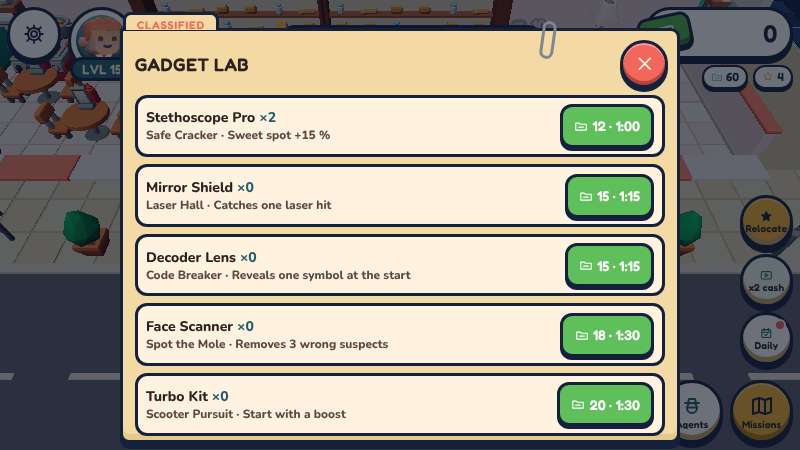 CLASSIFIED
GADGET LAB
0
LVL 15
60
4
Stethoscope Pro ×2
Safe Cracker · Sweet spot +15 %
12 · 1:00
Mirror Shield ×0
Laser Hall · Catches one laser hit
15 · 1:15
Decoder Lens ×0
Code Breaker · Reveals one symbol at the start
15 · 1:15
Face Scanner ×0
Spot the Mole · Removes 3 wrong suspects
18 · 1:30
Turbo Kit ×0
Scooter Pursuit · Start with a boost
20 · 1:30
Relocate
x2 cash
Daily
Agents
Missions